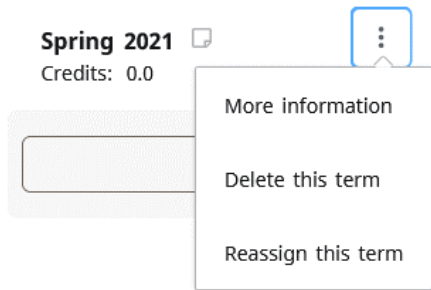 Spring 2021
Credits: 0.0
More information
Delete this term
Reassign this term